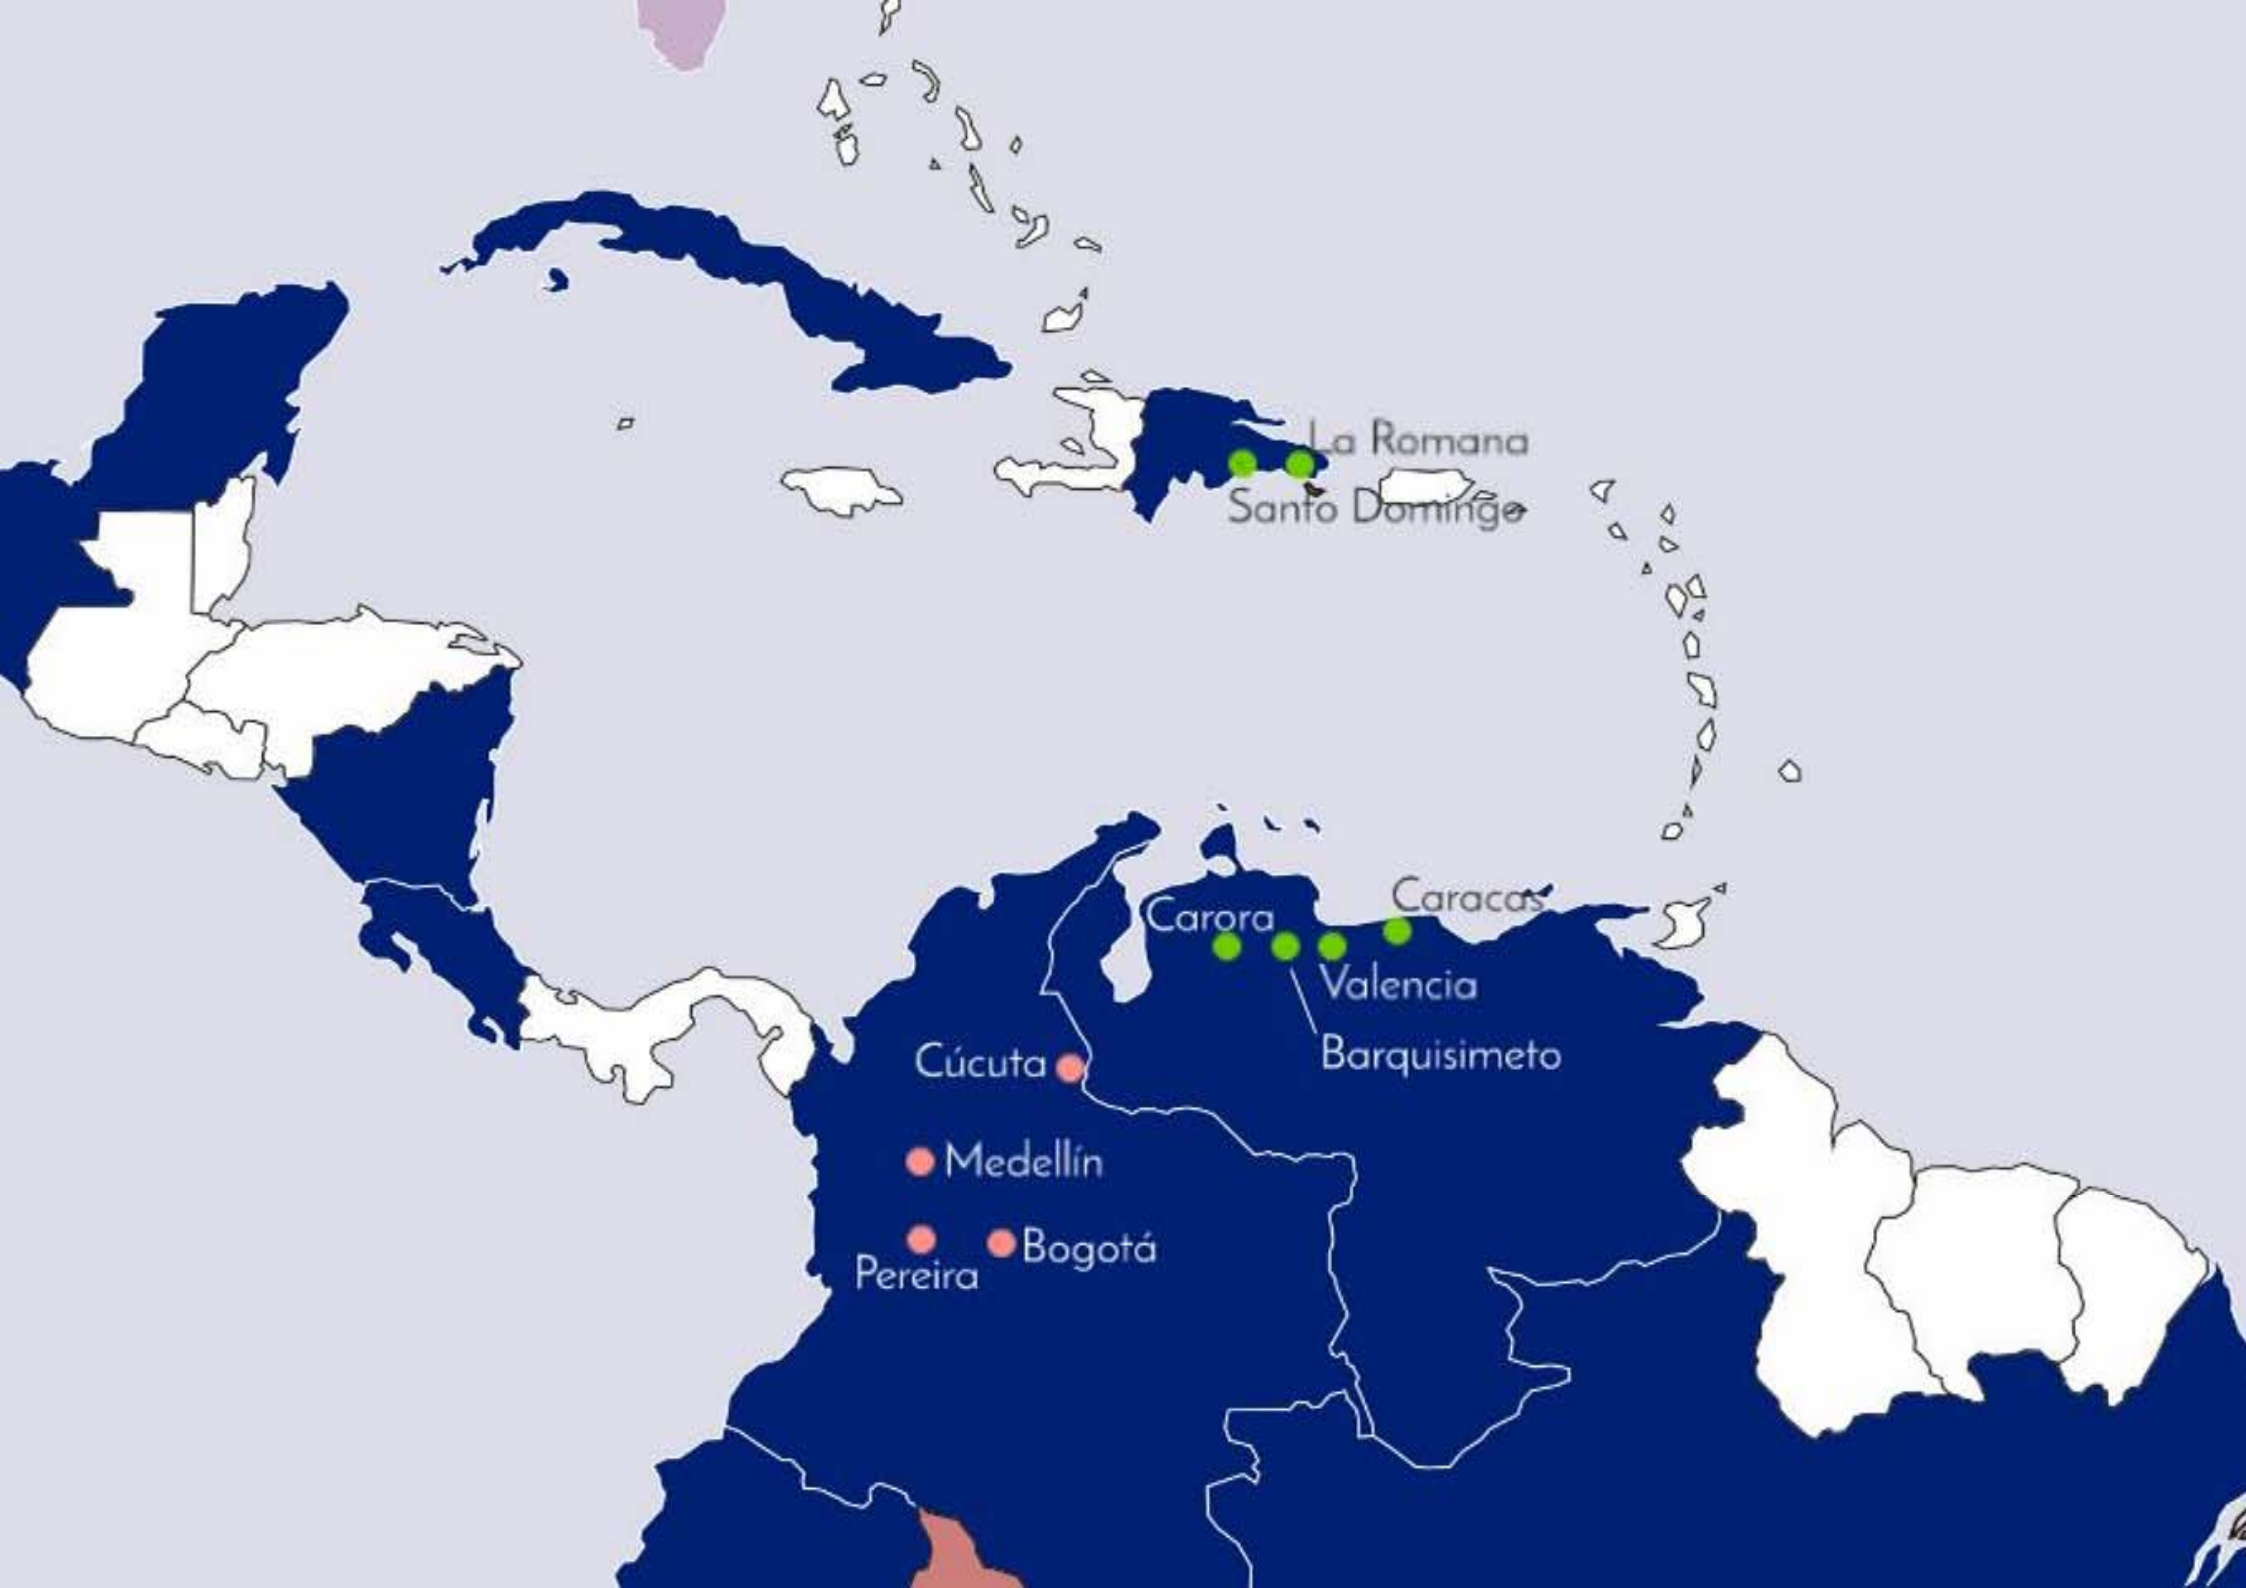 La Romana
Santo Domingo
Caracas
Carora
Valencia
Barquisimeto
Cúcuta
Medellín
Bogotá
Pereira